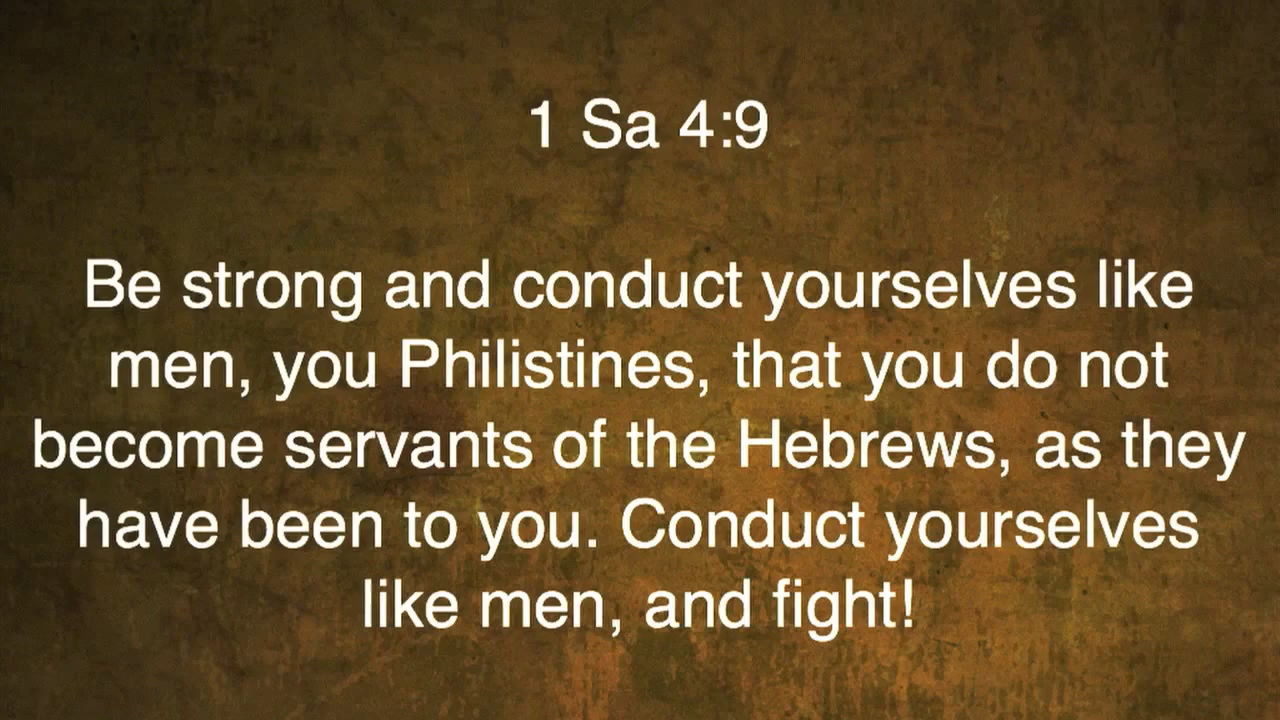 1 Sa 4:9
Be strong and conduct yourselves like
men, you Philistines, that you do not
become servants of the Hebrews, as they
have been to you. Conduct yourselves
like men, and fight!